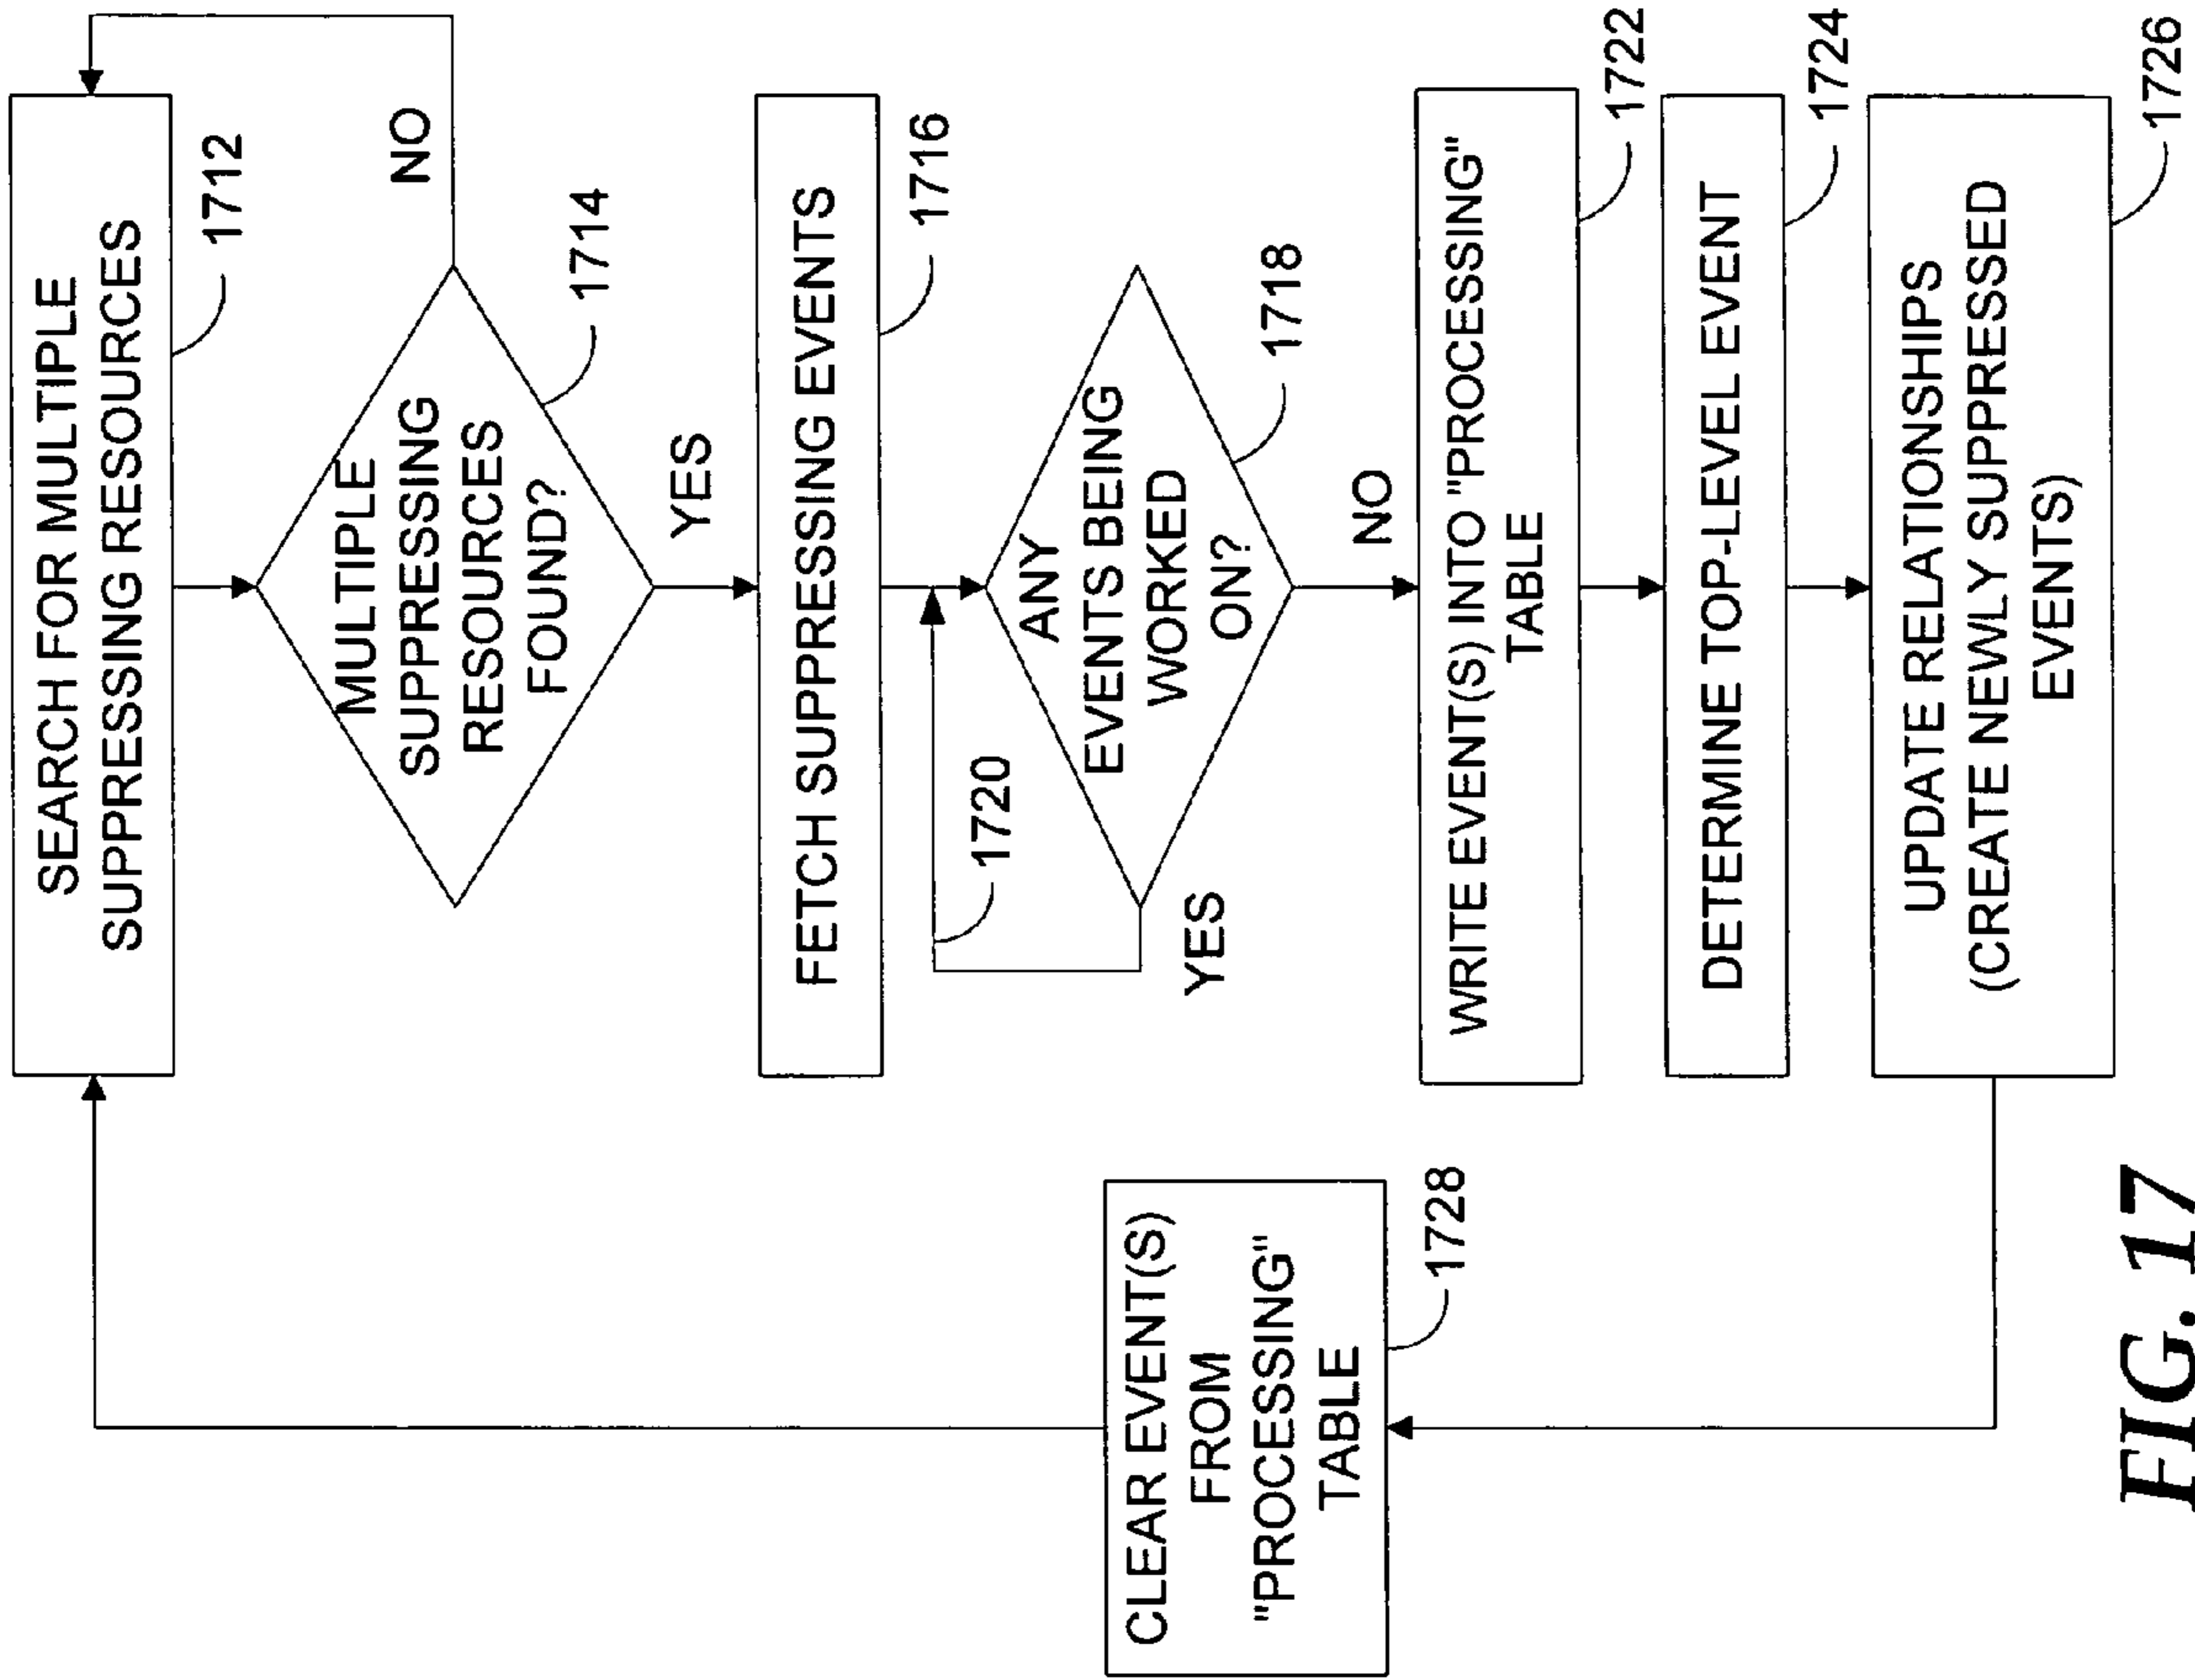 SEARCH FOR MULTIPLE
SUPPRESSING RESOURCES
1712
MULTIPLE
SUPPRESSING
RESOURCES
FOUND?
NO
1714
YES
FETCH SUPPRESSING EVENTS
1716
1720
ANY
EVENTS BEING
WORKED
ON?
1718
YES
NO
WRITE EVENT(S) INTO "PROCESSING"
TABLE
1722
DETERMINE TOP-LEVEL EVENT
1724
UPDATE RELATIONSHIPS
(CREATE NEWLY SUPPRESSED
EVENTS)
1726
CLEAR EVENT(S)
FROM
"PROCESSING"
TABLE
1728
FIG. 17